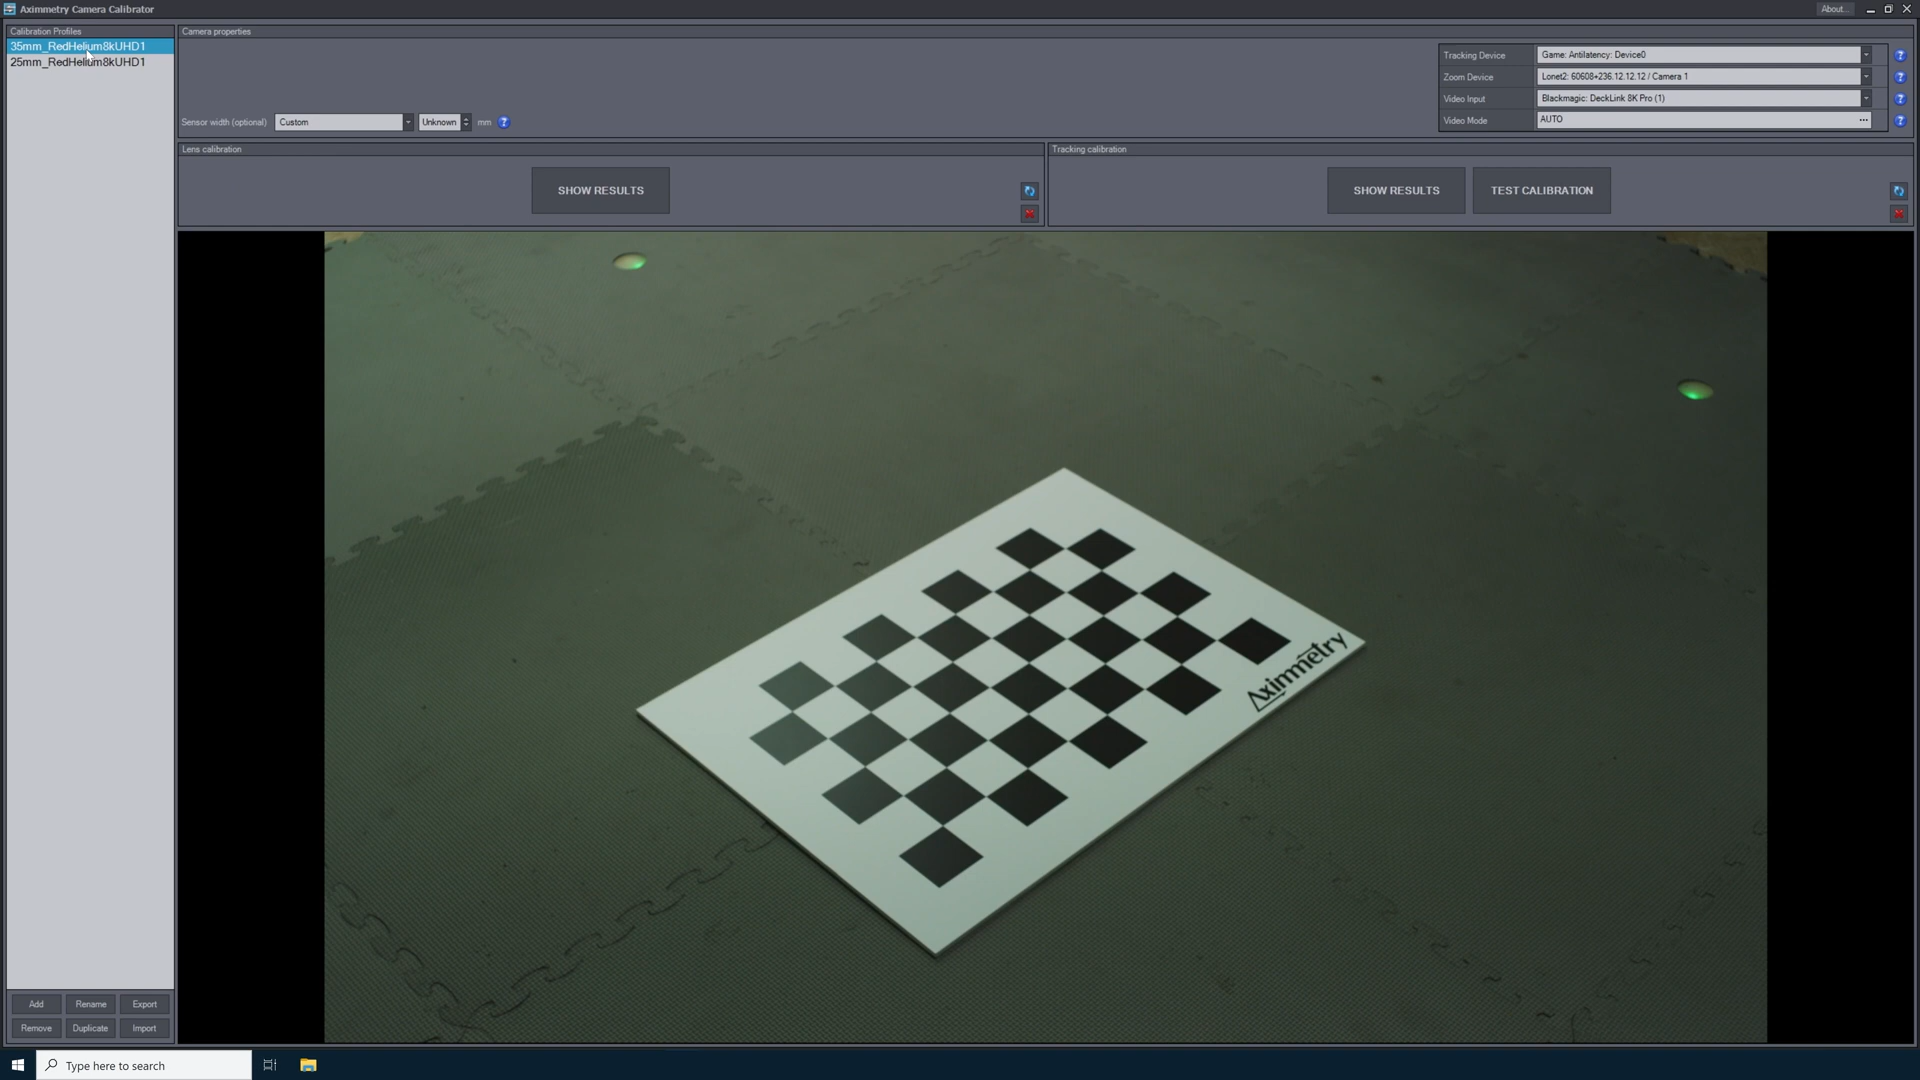 Aximmetry Camera Calibrator
About...
Calibration Profiles
35mm_RedHelium8kUHD1
25mm_RedHelium8kUHD1
Camera properties
Sensor width (optional) Custom Unknown mm ?
Tracking Device Game: Antilatency: Device0 ?
Zoom Device Lonet2: 60608+236.12.12.12 / Camera 1 ?
Video Input Blackmagic: DeckLink 8K Pro (1) ?
Video Mode AUTO ... ?
Lens calibration
SHOW RESULTS
Tracking calibration
SHOW RESULTS TEST CALIBRATION
Aximmetry
Add Rename Export
Remove Duplicate Import
Type here to search